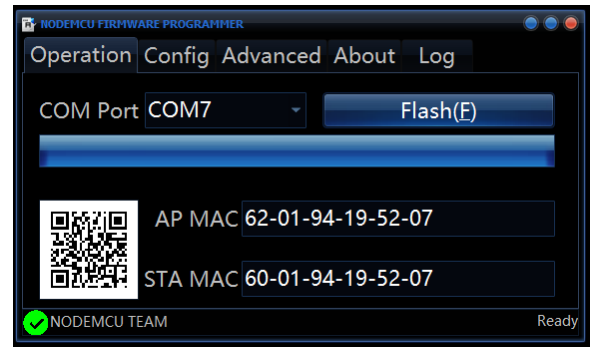 NODEMCU FIRMWARE PROGRAMMER
Operation Config Advanced About Log
COM Port COM7 Flash(F)
AP MAC 62-01-94-19-52-07
STA MAC 60-01-94-19-52-07
NODEMCU TEAM Ready